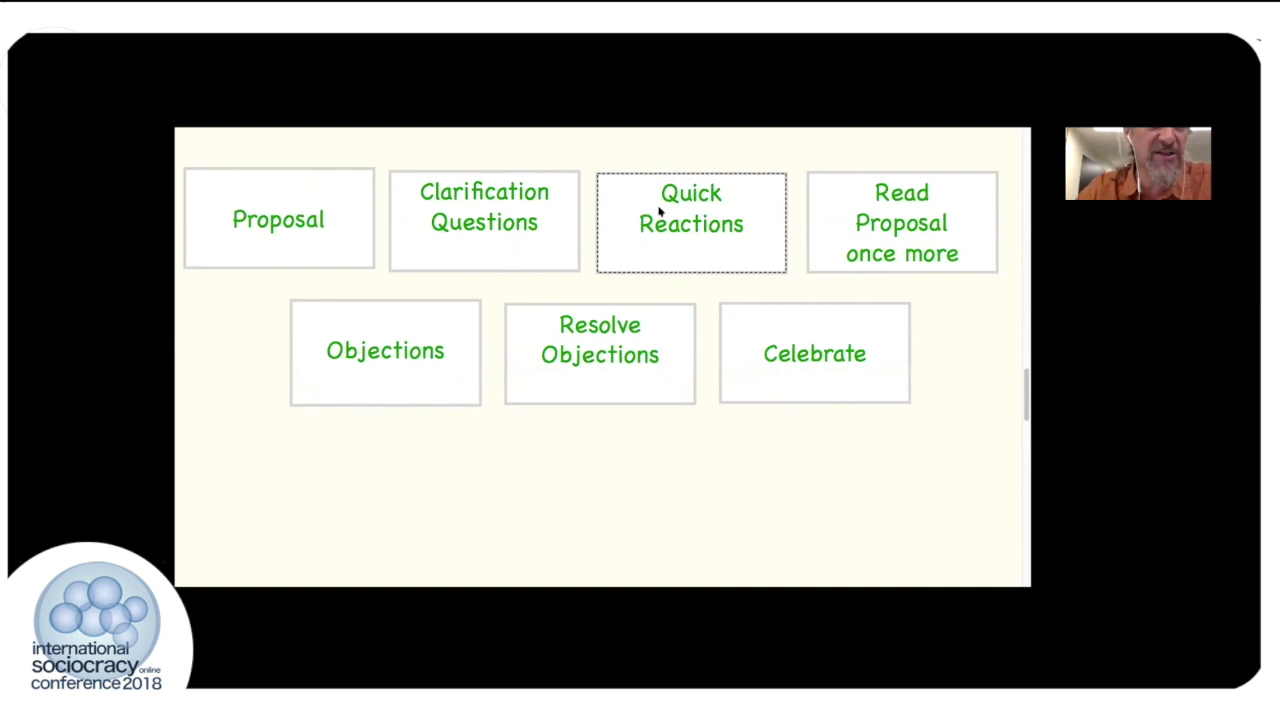 Proposal
Clarification
Questions
Quick
Reactions
Read
Proposal
once more
Objections
Resolve
Objections
Celebrate
international
sociocracy online
conference 2018